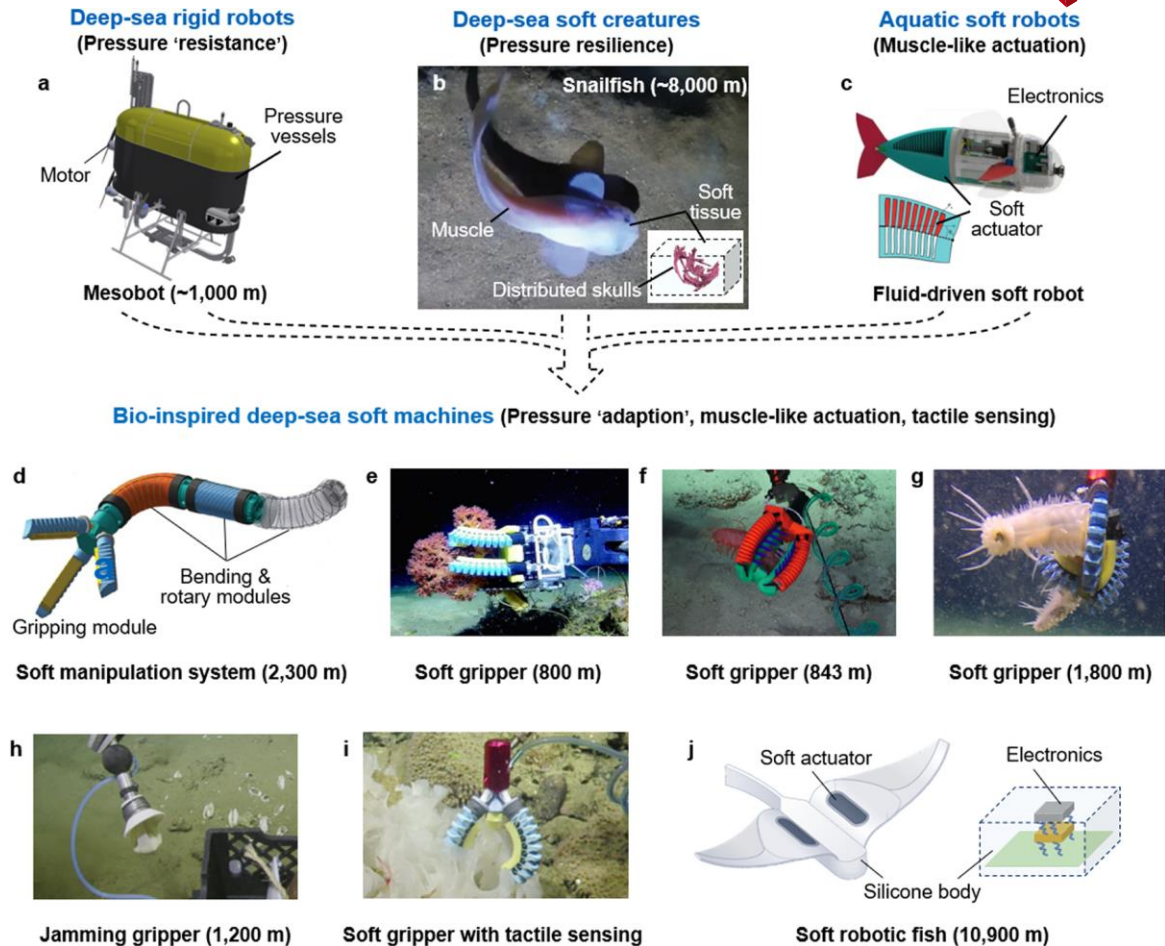 Deep-sea rigid robots
(Pressure ‘resistance’)
Deep-sea soft creatures
(Pressure resilience)
Aquatic soft robots
(Muscle-like actuation)
a
Pressure
vessels
Motor
Mesobot (~1,000 m)
b
Snailfish (~8,000 m)
Soft
tissue
Muscle
Distributed skulls
c
Electronics
Soft
actuator
Fluid-driven soft robot
Bio-inspired deep-sea soft machines (Pressure ‘adaption’, muscle-like actuation, tactile sensing)
d
Bending &
rotary modules
Gripping module
Soft manipulation system (2,300 m)
e
Soft gripper (800 m)
f
Soft gripper (843 m)
g
Soft gripper (1,800 m)
h
Jamming gripper (1,200 m)
i
Soft gripper with tactile sensing
j
Soft actuator
Electronics
Silicone body
Soft robotic fish (10,900 m)